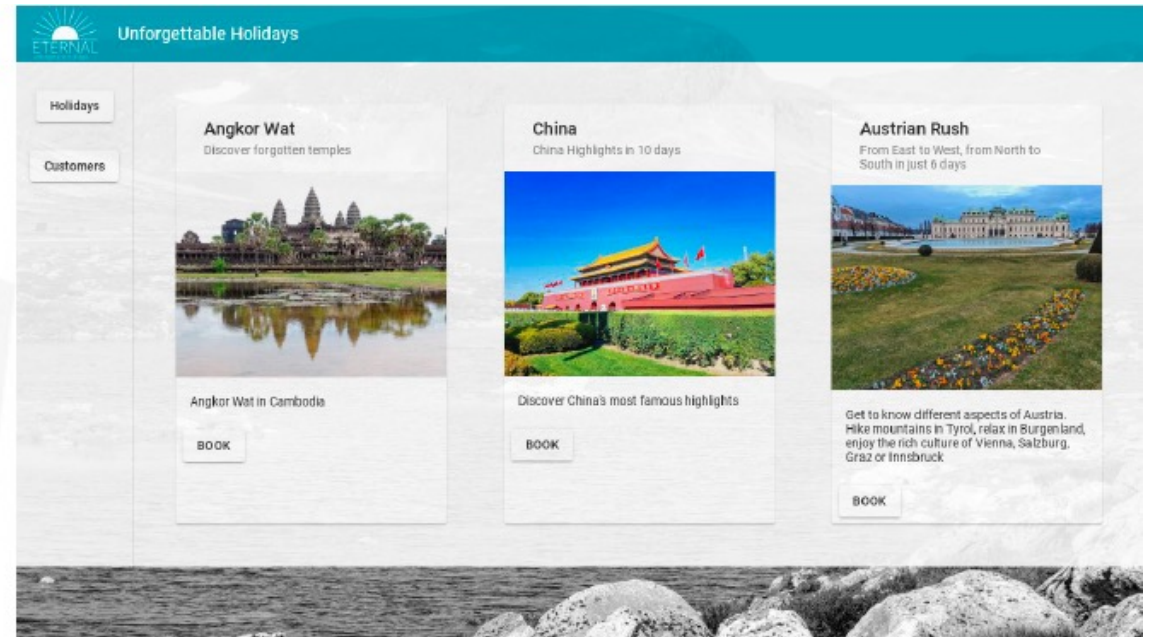 ETERNAL
Unforgettable Holidays
Holidays
Customers
Angkor Wat
Discover forgotten temples
Angkor Wat in Cambodia
BOOK
China
China Highlights in 10 days
Discover China's most famous highlights
BOOK
Austrian Rush
From East to West, from North to
South in just 6 days
Get to know different aspects of Austria.
Hike mountains in Tyrol, relax in Burgenland,
enjoy the rich culture of Vienna, Salzburg,
Graz or Innsbruck
BOOK